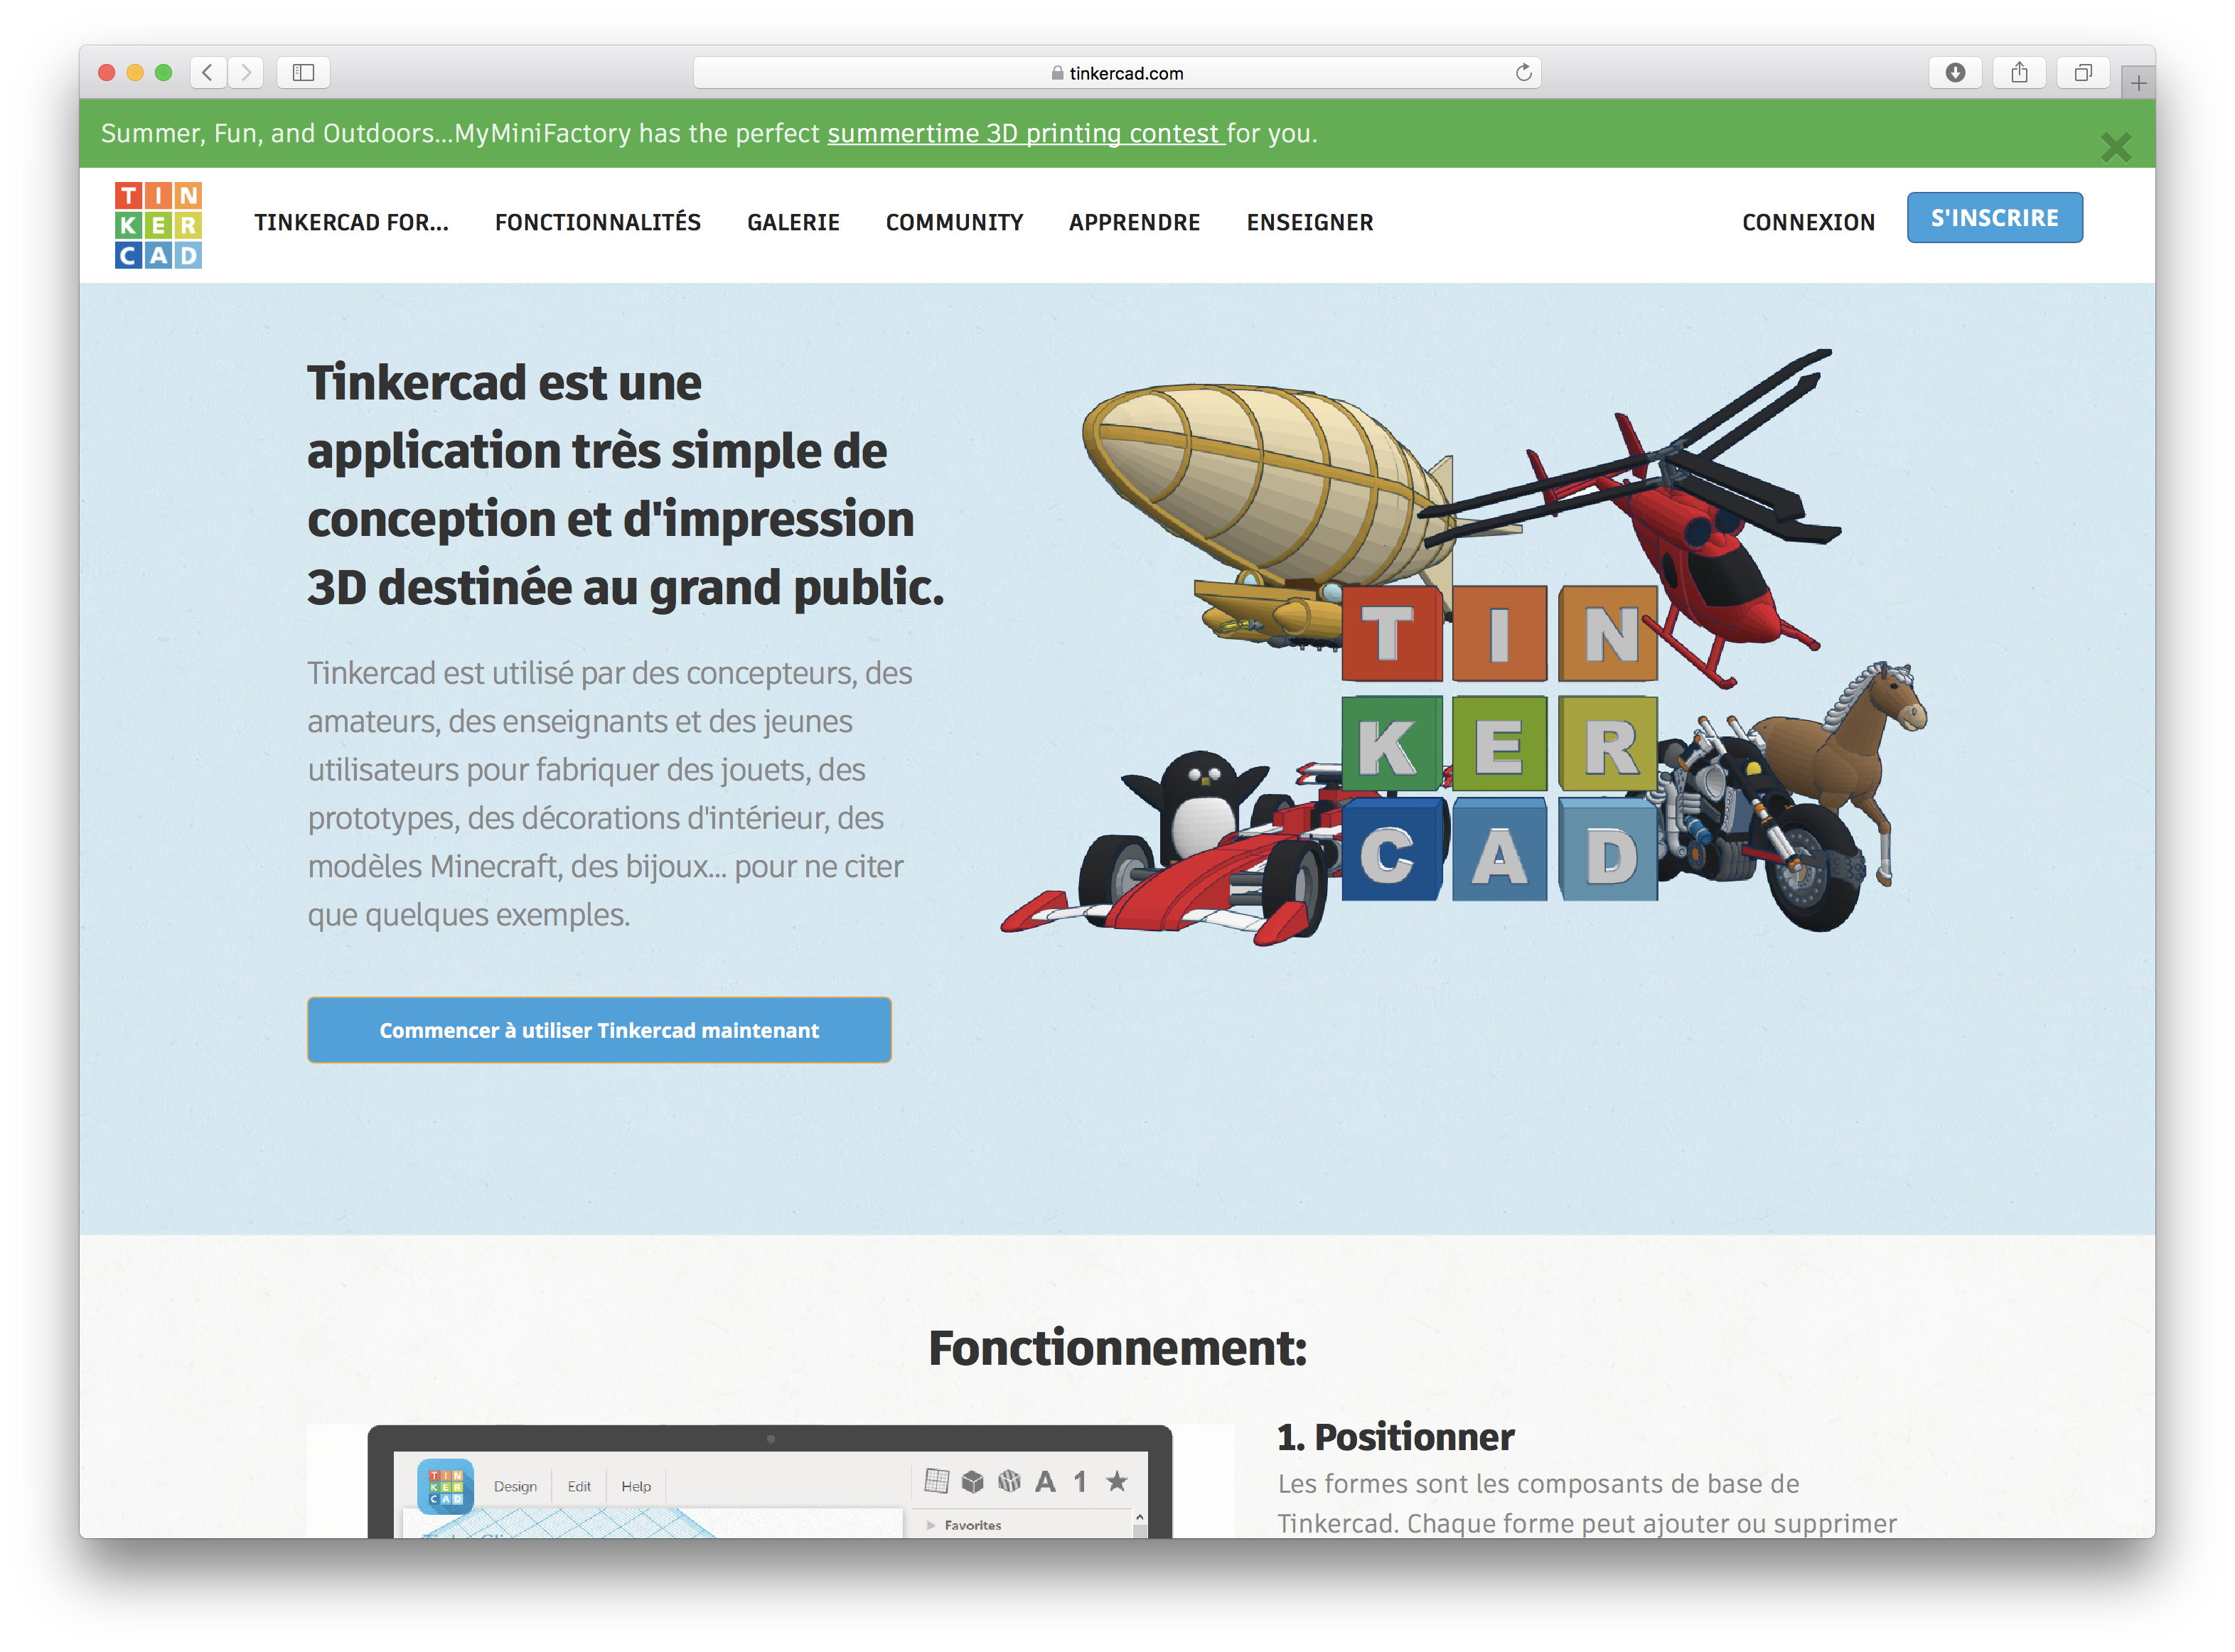 tinkercad.com
Summer, Fun, and Outdoors...MyMiniFactory has the perfect summertime 3D printing contest for you.
TIN
KER
CAD
TINKERCAD FOR... FONCTIONNALITÉS GALERIE COMMUNITY APPRENDRE ENSEIGNER CONNEXION S'INSCRIRE
Tinkercad est une
application très simple de
conception et d'impression
3D destinée au grand public.
Tinkercad est utilisé par des concepteurs, des
amateurs, des enseignants et des jeunes
utilisateurs pour fabriquer des jouets, des
prototypes, des décorations d'intérieur, des
modèles Minecraft, des bijoux... pour ne citer
que quelques exemples.
Commencer à utiliser Tinkercad maintenant
TIN
KER
CAD
Fonctionnement:
TIN
KER
CAD
Design Edit Help A 1
Favorites
1. Positionner
Les formes sont les composants de base de
Tinkercad. Chaque forme peut ajouter ou supprimer